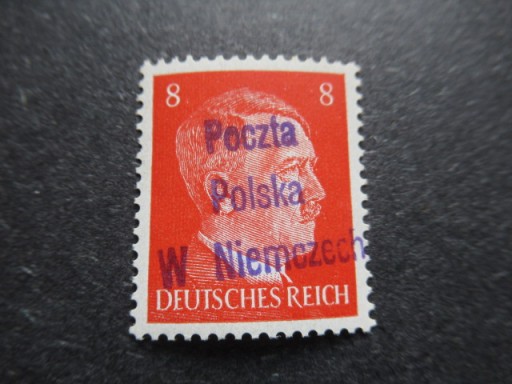 8 8
Poczta
Polska
W Niemczech
DEUTSCHES REICH